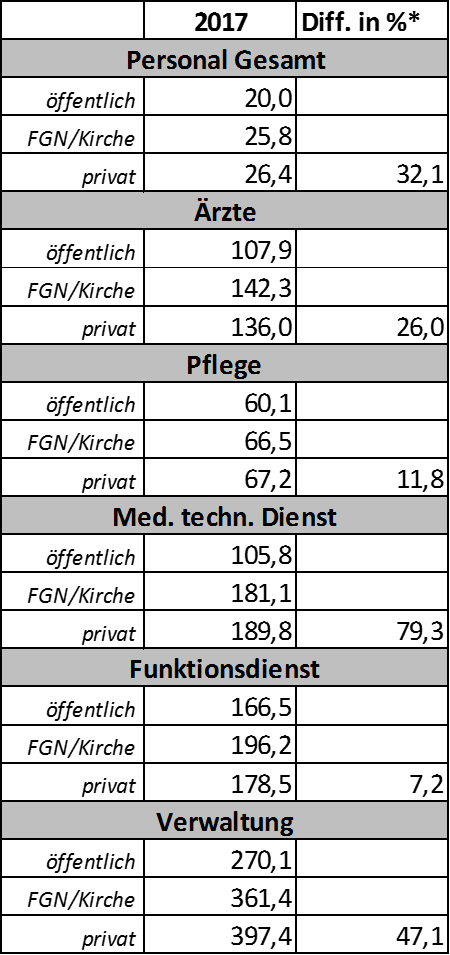 2017 Diff. in %*
Personal Gesamt
öffentlich 20,0
FGN/Kirche 25,8
privat 26,4 32,1
Ärzte
öffentlich 107,9
FGN/Kirche 142,3
privat 136,0 26,0
Pflege
öffentlich 60,1
FGN/Kirche 66,5
privat 67,2 11,8
Med. techn. Dienst
öffentlich 105,8
FGN/Kirche 181,1
privat 189,8 79,3
Funktionsdienst
öffentlich 166,5
FGN/Kirche 196,2
privat 178,5 7,2
Verwaltung
öffentlich 270,1
FGN/Kirche 361,4
privat 397,4 47,1